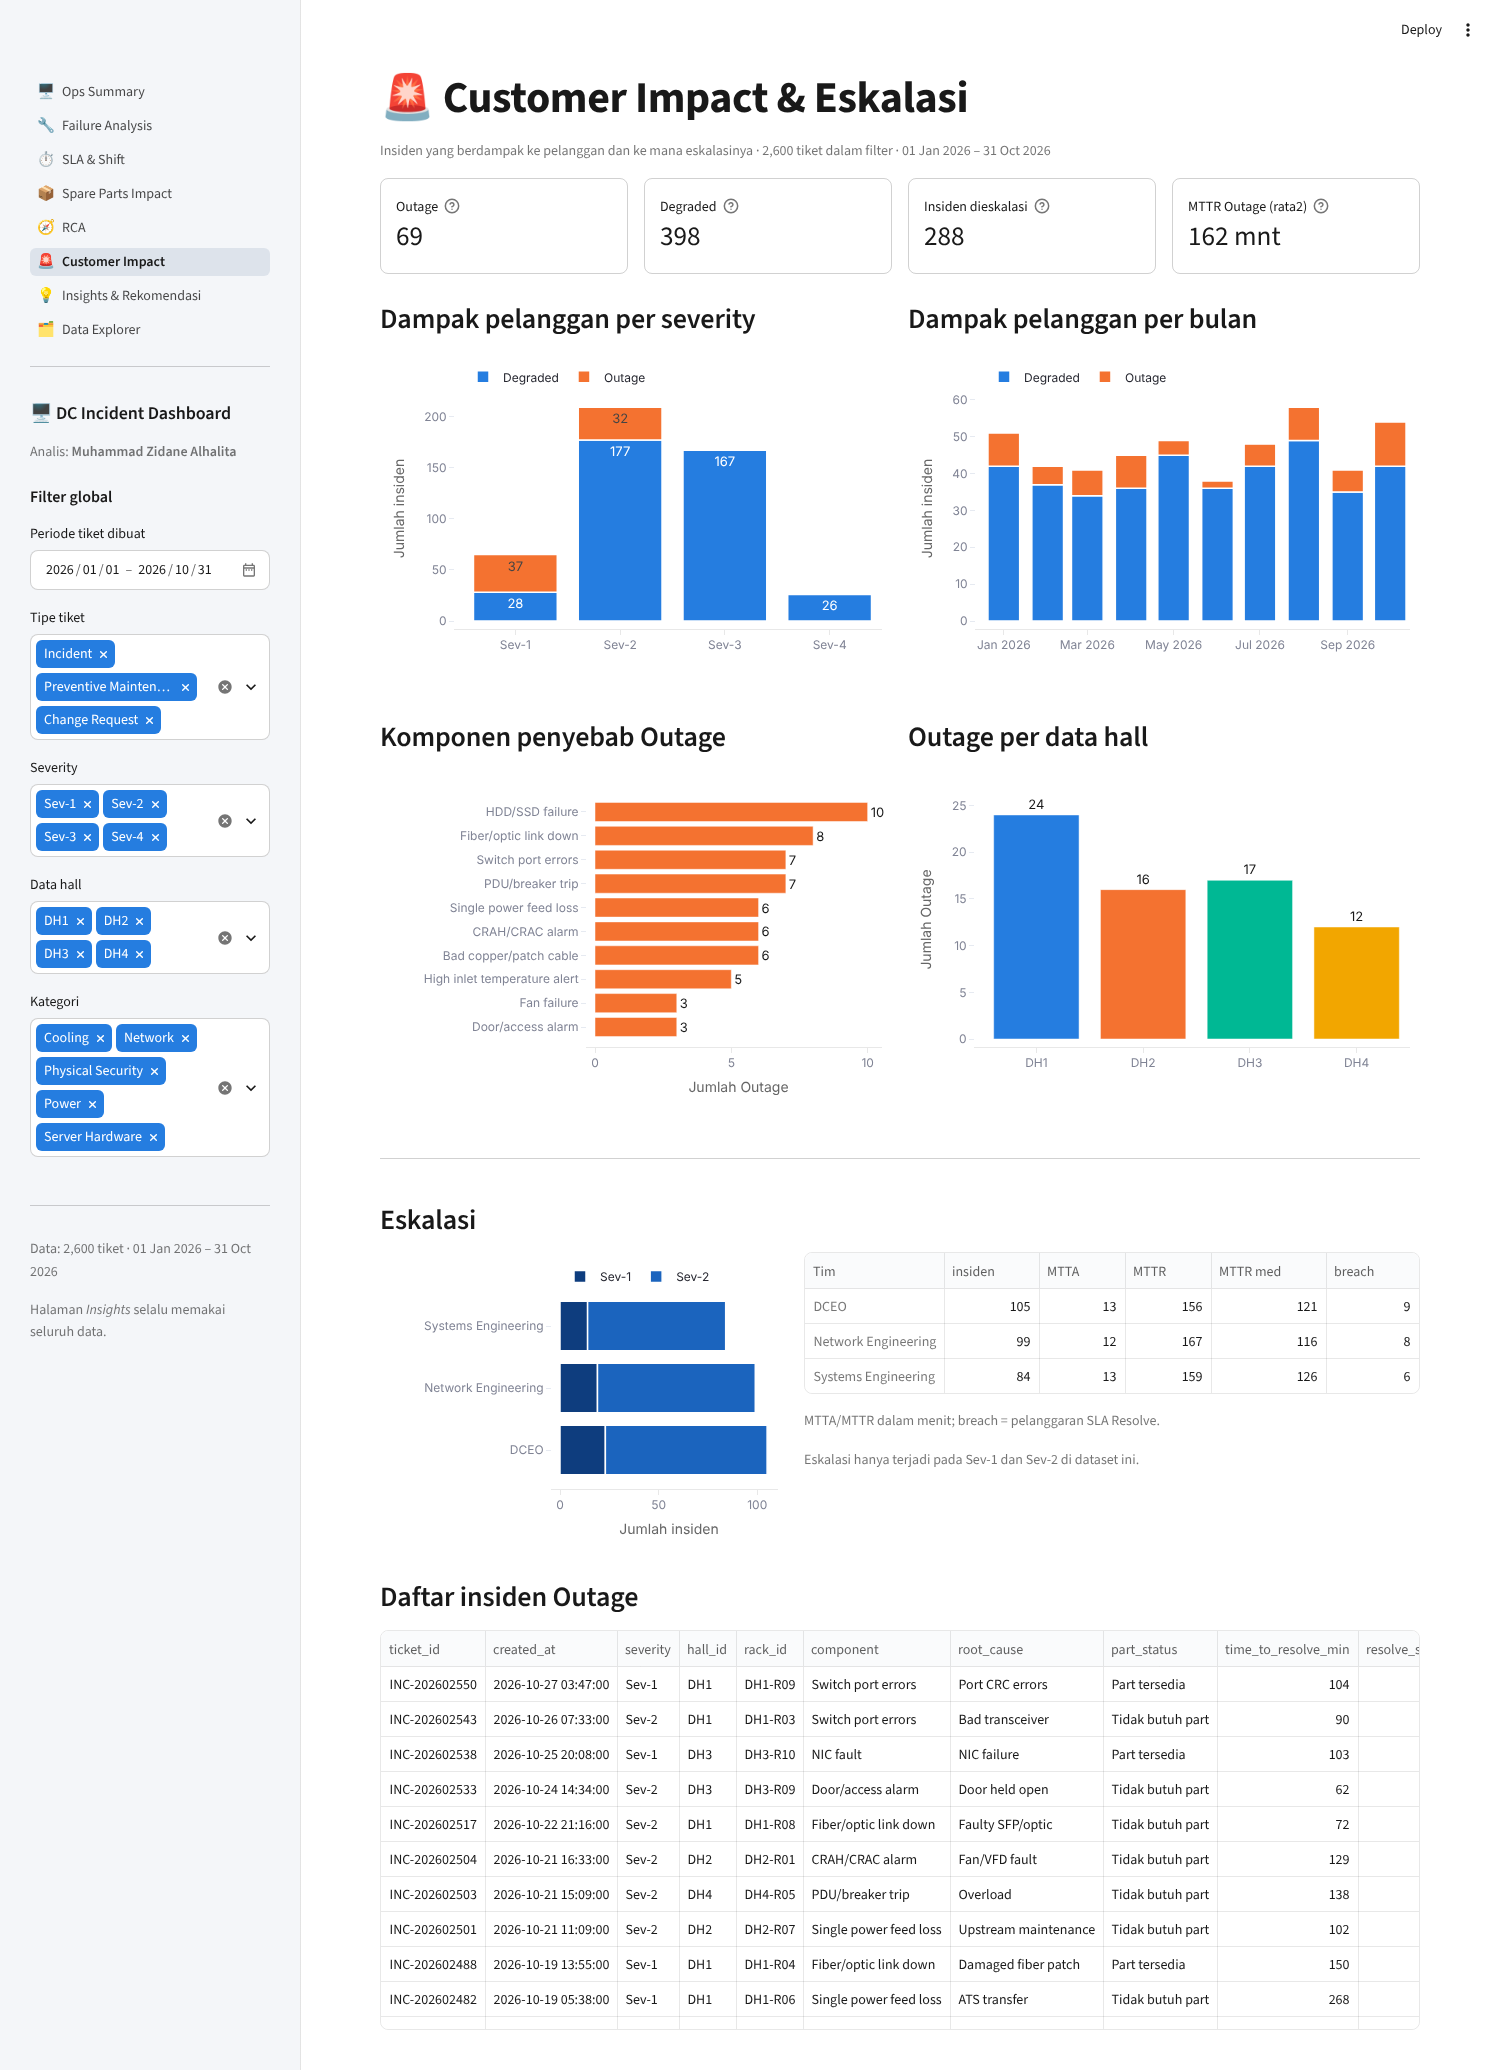 Deploy
Ops Summary
Failure Analysis
SLA & Shift
Spare Parts Impact
RCA
Customer Impact
Insights & Rekomendasi
Data Explorer
DC Incident Dashboard
Analis: Muhammad Zidane Alhalita
Filter global
Periode tiket dibuat
2026 / 01 / 01 – 2026 / 10 / 31
Tipe tiket
Incident
Preventive Mainten...
Change Request
Severity
Sev-1 Sev-2
Sev-3 Sev-4
Data hall
DH1 DH2
DH3 DH4
Kategori
Cooling Network
Physical Security
Power
Server Hardware
Data: 2,600 tiket · 01 Jan 2026 – 31 Oct
2026
Halaman Insights selalu memakai
seluruh data.
Customer Impact & Eskalasi
Insiden yang berdampak ke pelanggan dan ke mana eskalasinya · 2,600 tiket dalam filter · 01 Jan 2026 – 31 Oct 2026
Outage
69
Degraded
398
Insiden dieskalasi
288
MTTR Outage (rata2)
162 mnt
Dampak pelanggan per severity
Degraded Outage
Jumlah insiden
200
150
100
50
0
37
28
32
177
167
26
Sev-1 Sev-2 Sev-3 Sev-4
Dampak pelanggan per bulan
Degraded Outage
Jumlah insiden
60
50
40
30
20
10
0
Jan 2026 Mar 2026 May 2026 Jul 2026 Sep 2026
Komponen penyebab Outage
HDD/SSD failure 10
Fiber/optic link down 8
Switch port errors 7
PDU/breaker trip 7
Single power feed loss 6
CRAH/CRAC alarm 6
Bad copper/patch cable 6
High inlet temperature alert 5
Fan failure 3
Door/access alarm 3
0 5 10
Jumlah Outage
Outage per data hall
Jumlah Outage
25
20
15
10
5
0
24
16
17
12
DH1 DH2 DH3 DH4
Eskalasi
Sev-1 Sev-2
Systems Engineering
Network Engineering
DCEO
0 50 100
Jumlah insiden
Tim insiden MTTA MTTR MTTR med breach
DCEO 105 13 156 121 9
Network Engineering 99 12 167 116 8
Systems Engineering 84 13 159 126 6
MTTA/MTTR dalam menit; breach = pelanggaran SLA Resolve.
Eskalasi hanya terjadi pada Sev-1 dan Sev-2 di dataset ini.
Daftar insiden Outage
ticket_id created_at severity hall_id rack_id component root_cause part_status time_to_resolve_min resolve_s
INC-202602550 2026-10-27 03:47:00 Sev-1 DH1 DH1-R09 Switch port errors Port CRC errors Part tersedia 104
INC-202602543 2026-10-26 07:33:00 Sev-2 DH1 DH1-R03 Switch port errors Bad transceiver Tidak butuh part 90
INC-202602538 2026-10-25 20:08:00 Sev-1 DH3 DH3-R10 NIC fault NIC failure Part tersedia 103
INC-202602533 2026-10-24 14:34:00 Sev-2 DH3 DH3-R09 Door/access alarm Door held open Tidak butuh part 62
INC-202602517 2026-10-22 21:16:00 Sev-2 DH1 DH1-R08 Fiber/optic link down Faulty SFP/optic Tidak butuh part 72
INC-202602504 2026-10-21 16:33:00 Sev-2 DH2 DH2-R01 CRAH/CRAC alarm Fan/VFD fault Tidak butuh part 129
INC-202602503 2026-10-21 15:09:00 Sev-2 DH4 DH4-R05 PDU/breaker trip Overload Tidak butuh part 138
INC-202602501 2026-10-21 11:09:00 Sev-2 DH2 DH2-R07 Single power feed loss Upstream maintenance Tidak butuh part 102
INC-202602488 2026-10-19 13:55:00 Sev-1 DH1 DH1-R04 Fiber/optic link down Damaged fiber patch Part tersedia 150
INC-202602482 2026-10-19 05:38:00 Sev-1 DH1 DH1-R06 Single power feed loss ATS transfer Tidak butuh part 268